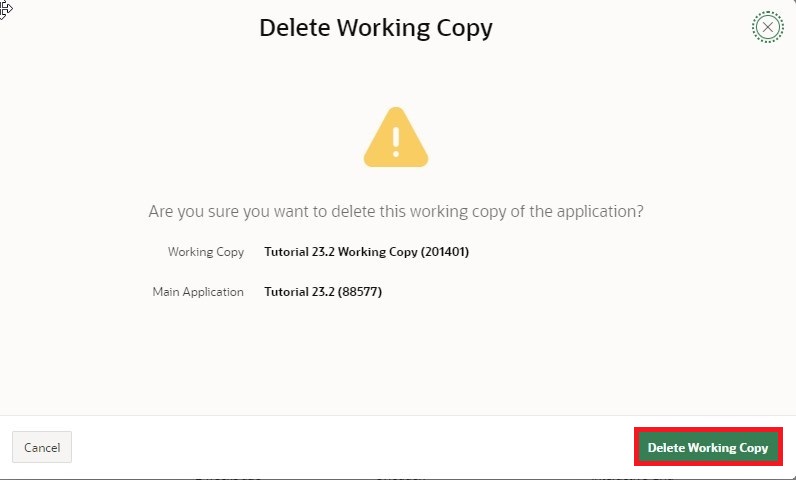 Delete Working Copy
Are you sure you want to delete this working copy of the application?
Working Copy Tutorial 23.2 Working Copy (201401)
Main Application Tutorial 23.2 (88577)
Cancel Delete Working Copy